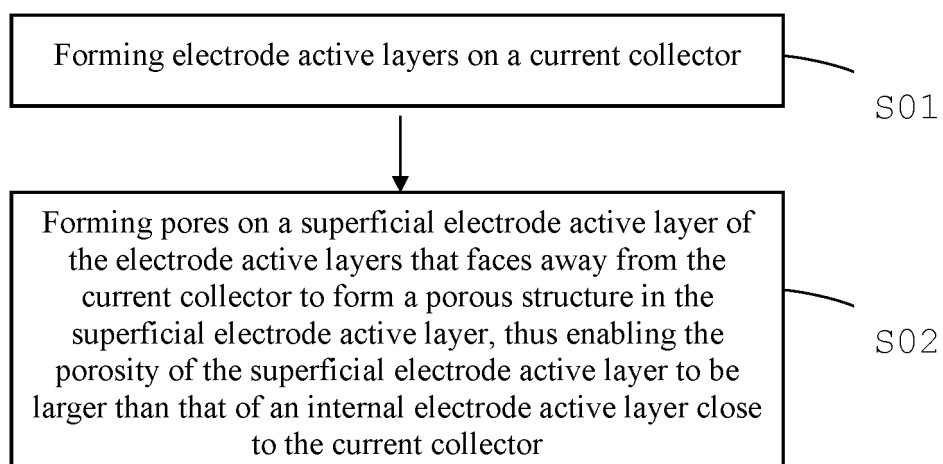 Forming electrode active layers on a current collector
S01
Forming pores on a superficial electrode active layer of
the electrode active layers that faces away from the
current collector to form a porous structure in the
superficial electrode active layer, thus enabling the
porosity of the superficial electrode active layer to be
larger than that of an internal electrode active layer close
to the current collector
S02